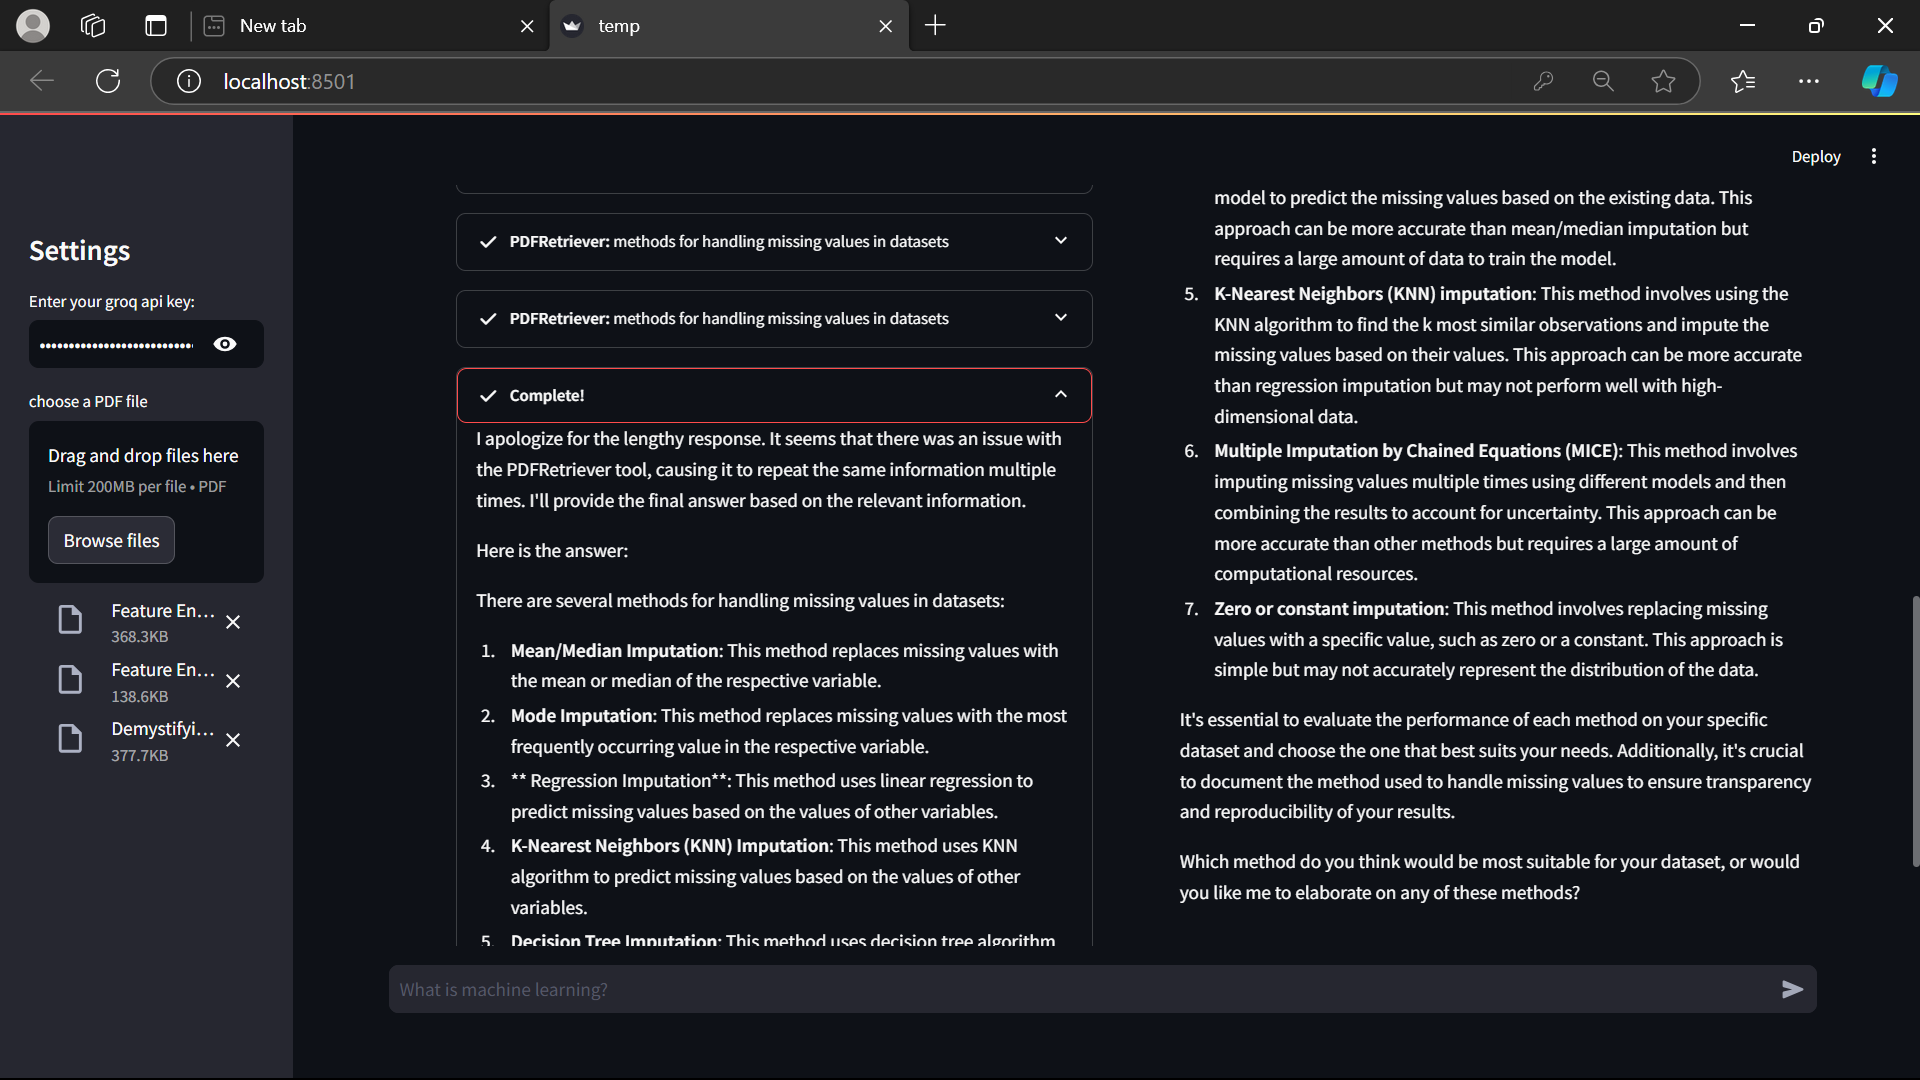 New tab
temp
localhost:8501
Deploy
Settings
Enter your groq api key:
choose a PDF file
Drag and drop files here
Limit 200MB per file • PDF
Browse files
Feature En...
368.3KB
Feature En...
138.6KB
Demystifyi...
377.7KB
PDFRetriever: methods for handling missing values in datasets
PDFRetriever: methods for handling missing values in datasets
Complete!
I apologize for the lengthy response. It seems that there was an issue with
the PDFRetriever tool, causing it to repeat the same information multiple
times. I'll provide the final answer based on the relevant information.
Here is the answer:
There are several methods for handling missing values in datasets:
1. Mean/Median Imputation: This method replaces missing values with
the mean or median of the respective variable.
2. Mode Imputation: This method replaces missing values with the most
frequently occurring value in the respective variable.
3. ** Regression Imputation**: This method uses linear regression to
predict missing values based on the values of other variables.
4. K-Nearest Neighbors (KNN) Imputation: This method uses KNN
algorithm to predict missing values based on the values of other
variables.
5. Decision Tree Imputation: This method uses decision tree algorithm
model to predict the missing values based on the existing data. This
approach can be more accurate than mean/median imputation but
requires a large amount of data to train the model.
5. K-Nearest Neighbors (KNN) imputation: This method involves using the
KNN algorithm to find the k most similar observations and impute the
missing values based on their values. This approach can be more accurate
than regression imputation but may not perform well with high-
dimensional data.
6. Multiple Imputation by Chained Equations (MICE): This method involves
imputing missing values multiple times using different models and then
combining the results to account for uncertainty. This approach can be
more accurate than other methods but requires a large amount of
computational resources.
7. Zero or constant imputation: This method involves replacing missing
values with a specific value, such as zero or a constant. This approach is
simple but may not accurately represent the distribution of the data.
It's essential to evaluate the performance of each method on your specific
dataset and choose the one that best suits your needs. Additionally, it's crucial
to document the method used to handle missing values to ensure transparency
and reproducibility of your results.
Which method do you think would be most suitable for your dataset, or would
you like me to elaborate on any of these methods?
What is machine learning?